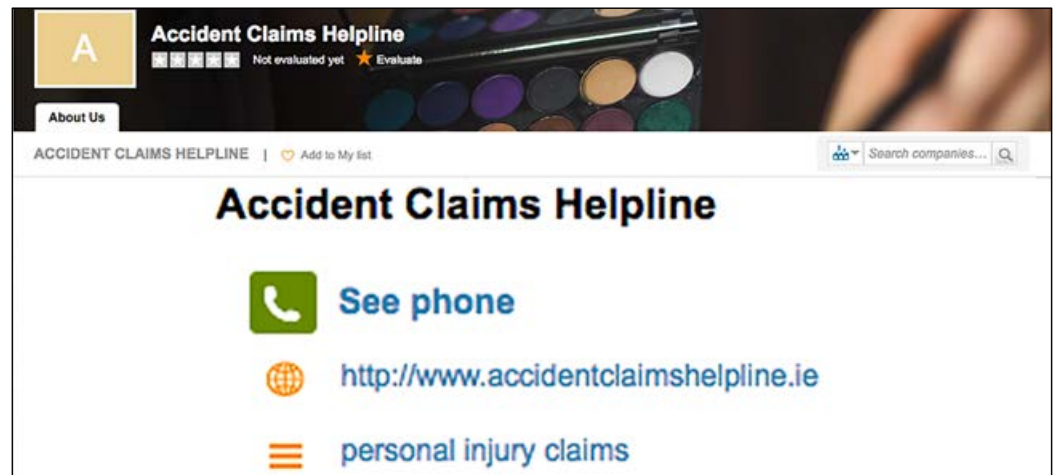 A
Accident Claims Helpline
Not evaluated yet Evaluate
About Us
ACCIDENT CLAIMS HELPLINE | Add to My list
Search companies...
Accident Claims Helpline
See phone
http://www.accidentclaimshelpline.ie
personal injury claims